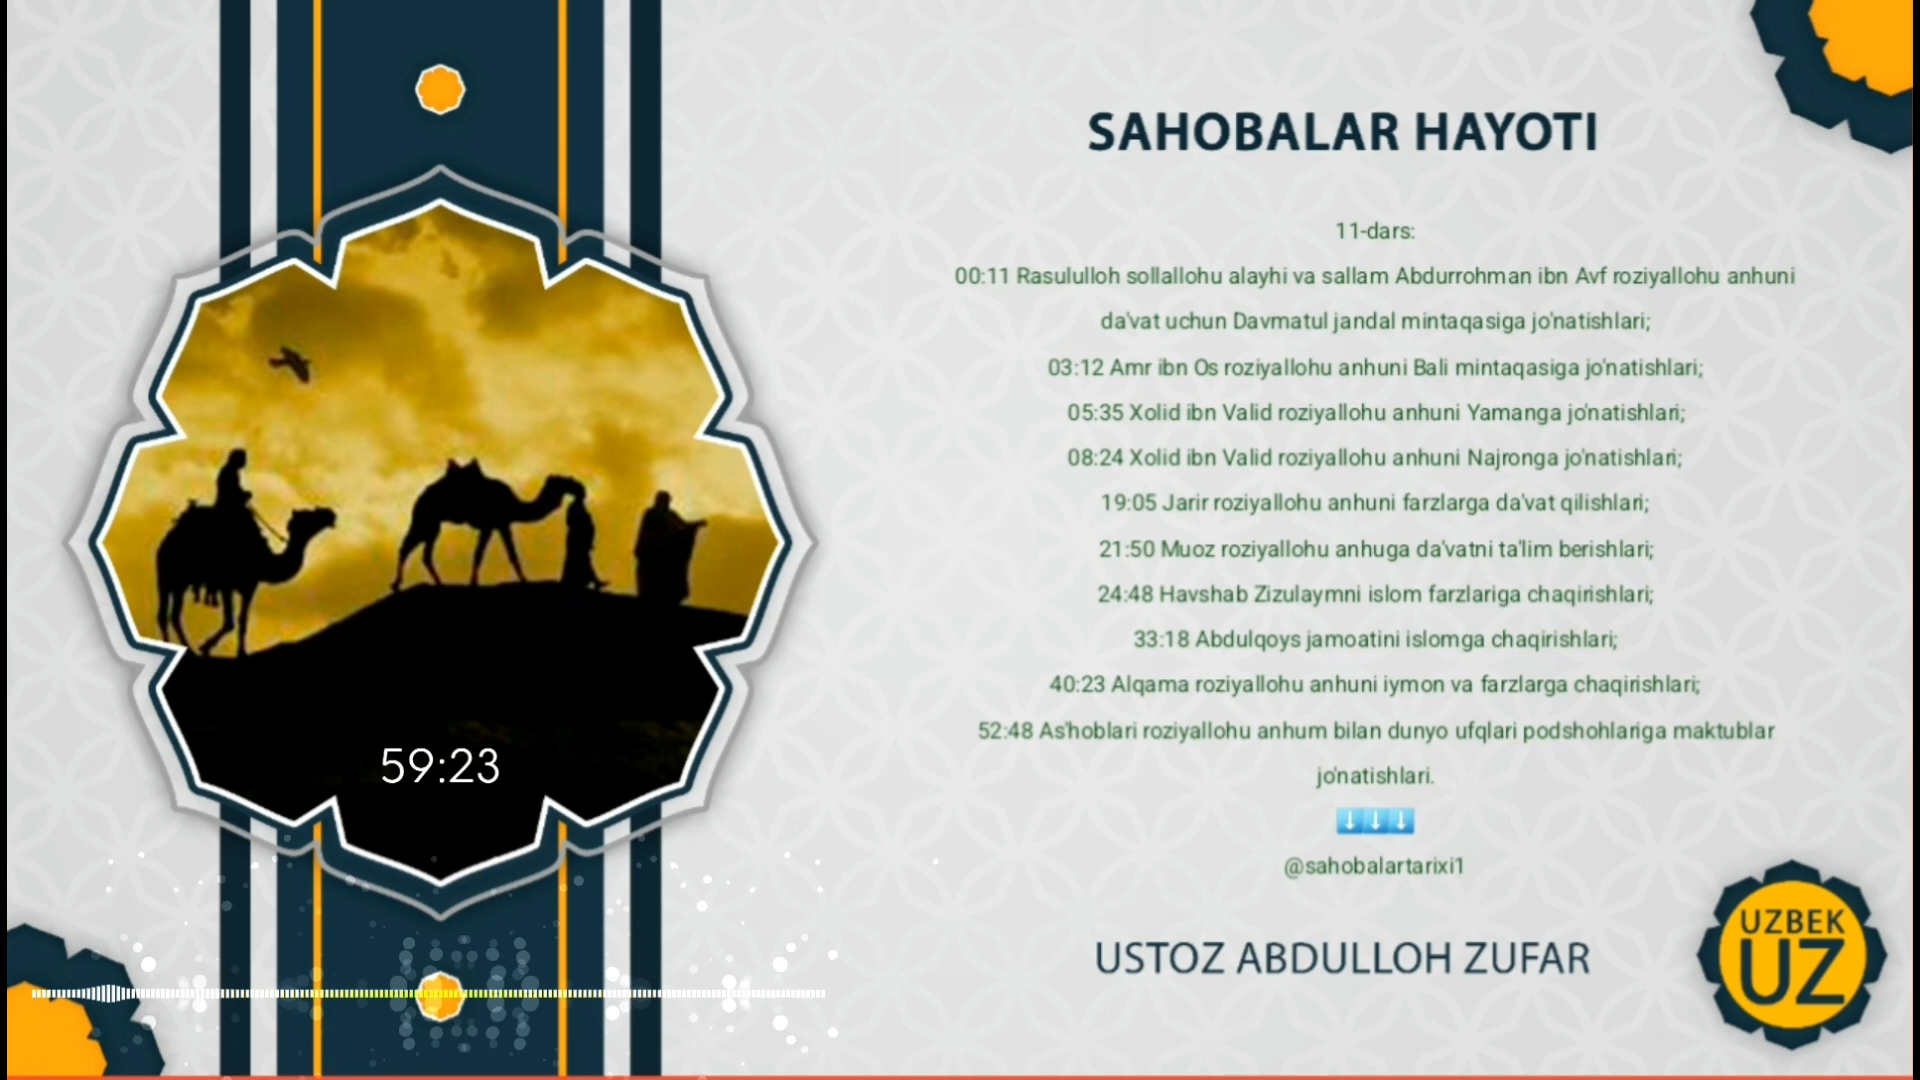 SAHOBALAR HAYOTI
11-dars:
00:11 Rasululloh sollallohu alayhi va sallam Abdurrohman ibn Avf roziyallohu anhuni
da'vat uchun Davmatul jandal mintaqasiga jo'natishlari;
03:12 Amr ibn Os roziyallohu anhuni Bali mintaqasiga jo'natishlari;
05:35 Xolid ibn Valid roziyallohu anhuni Yamanga jo'natishlari;
08:24 Xolid ibn Valid roziyallohu anhuni Najronga jo'natishlari;
19:05 Jarir roziyallohu anhuni farzlarga da'vat qilishlari;
21:50 Muoz roziyallohu anhuga da'vatni ta'lim berishlari;
24:48 Havshab Zizulaymni islom farzlariga chaqirishlari;
33:18 Abdulqoys jamoatini islomga chaqirishlari;
40:23 Alqama roziyallohu anhuni iymon va farzlarga chaqirishlari;
52:48 As'hoblari roziyallohu anhum bilan dunyo ufqlari podshohlariga maktublar
jo'natishlari.
⬇️⬇️⬇️
@sahobalartarixi1
USTOZ ABDULLOH ZUFAR
59:23
UZBEK
UZ